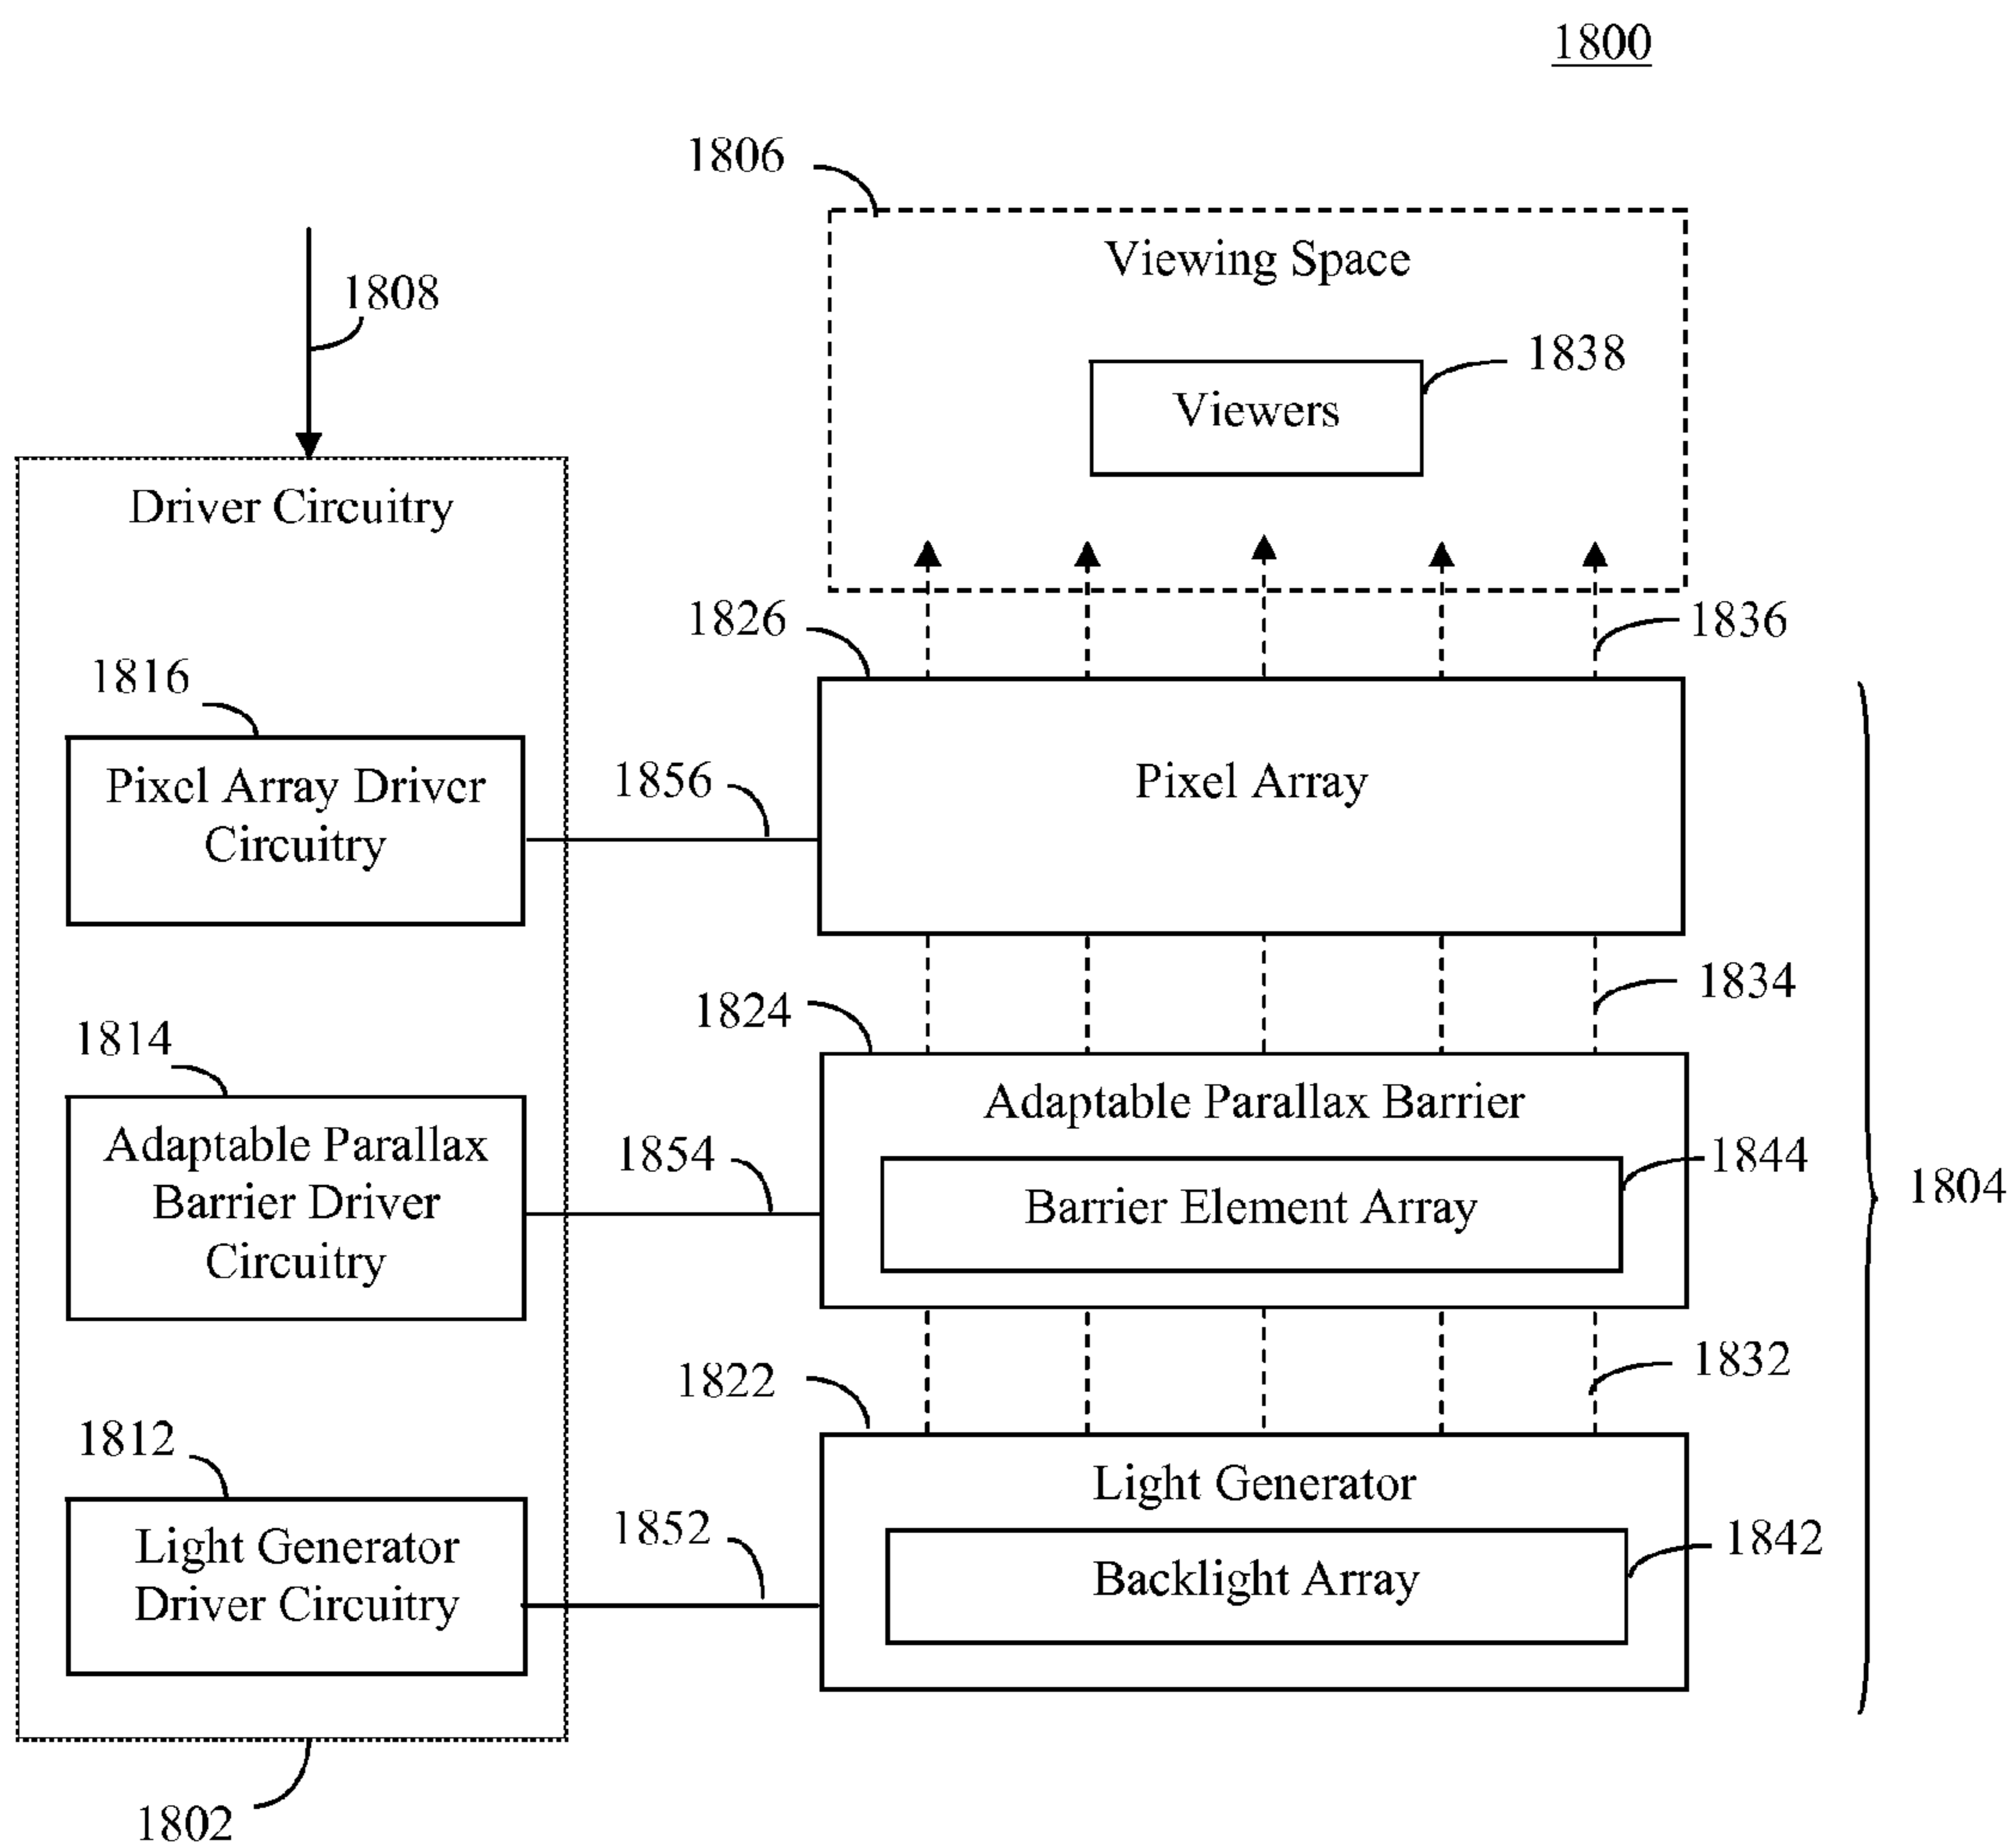 1800
1806
Viewing Space
1808
1838
Viewers
Driver Circuitry
1826
1836
1816
Pixel Array Driver
Circuitry
1856
Pixel Array
1834
1824
1814
Adaptable Parallax Barrier
Adaptable Parallax
Barrier Driver
Circuitry
1854
1844
Barrier Element Array
1804
1832
1822
1812
Light Generator
Light Generator
Driver Circuitry
1852
1842
Backlight Array
1802